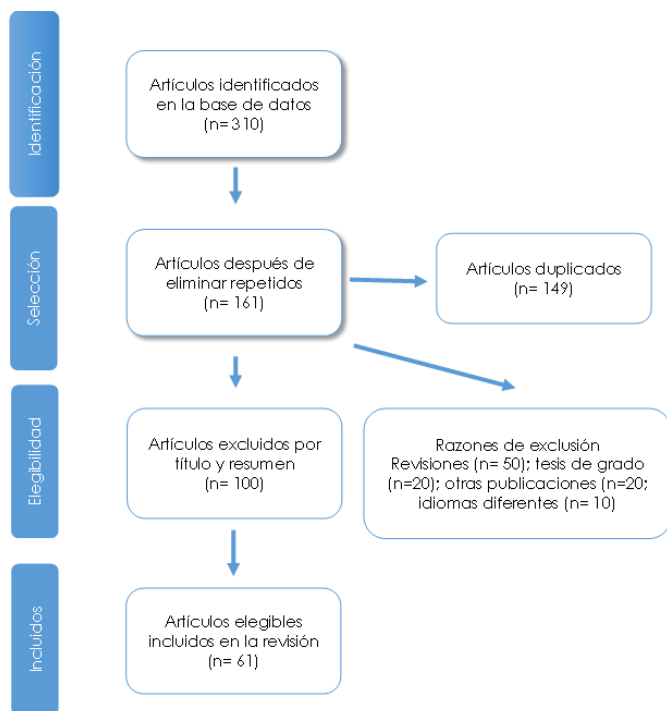 Identificación
Artículos identificados
en la base de datos
(n= 310)
Selección
Artículos después de
eliminar repetidos
(n= 161)
Artículos duplicados
(n= 149)
Elegibilidad
Artículos excluidos por
título y resumen
(n= 100)
Razones de exclusión
Revisiones (n= 50); tesis de grado
(n=20); otras publicaciones (n=20;
idiomas diferentes (n= 10)
Incluidos
Artículos elegibles
incluidos en la revisión
(n= 61)